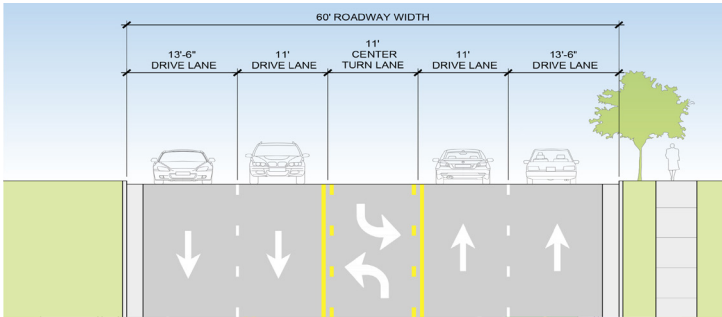 60' ROADWAY WIDTH
13'-6"
DRIVE LANE
11'
DRIVE LANE
11'
CENTER
TURN LANE
11'
DRIVE LANE
13'-6"
DRIVE LANE